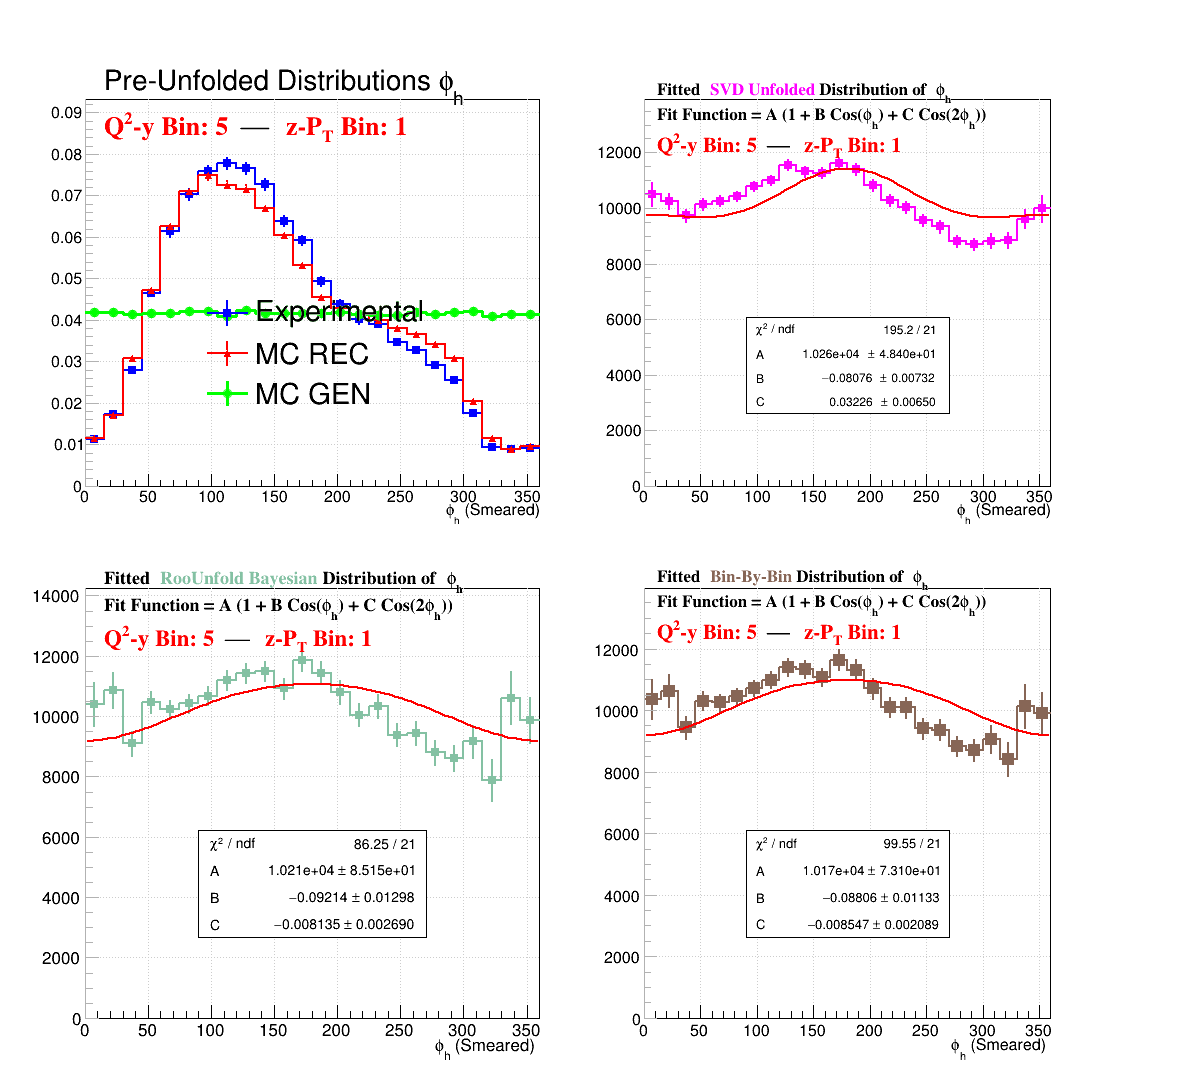 Pre-Unfolded Distributions ϕh
Q²-y Bin: 5 — z-PT Bin: 1
0.09
0.08
0.07
0.06
0.05
0.04
0.03
0.02
0.01
0
Experimental
MC REC
MC GEN
0 50 100 150 200 250 300 350
ϕh (Smeared)
Fitted SVD Unfolded Distribution of ϕh
Fit Function = A (1 + B Cos(ϕh) + C Cos(2ϕh))
Q²-y Bin: 5 — z-PT Bin: 1
12000
10000
8000
6000
4000
2000
0
χ² / ndf 195.2 / 21
A 1.026e+04 ± 4.840e+01
B −0.08076 ± 0.00732
C 0.03226 ± 0.00650
0 50 100 150 200 250 300 350
ϕh (Smeared)
Fitted RooUnfold Bayesian Distribution of ϕh
Fit Function = A (1 + B Cos(ϕh) + C Cos(2ϕh))
Q²-y Bin: 5 — z-PT Bin: 1
14000
12000
10000
8000
6000
4000
2000
0
χ² / ndf 86.25 / 21
A 1.021e+04 ± 8.515e+01
B −0.09214 ± 0.01298
C −0.008135 ± 0.002690
0 50 100 150 200 250 300 350
ϕh (Smeared)
Fitted Bin-By-Bin Distribution of ϕh
Fit Function = A (1 + B Cos(ϕh) + C Cos(2ϕh))
Q²-y Bin: 5 — z-PT Bin: 1
12000
10000
8000
6000
4000
2000
0
χ² / ndf 99.55 / 21
A 1.017e+04 ± 7.310e+01
B −0.08806 ± 0.01133
C −0.008547 ± 0.002089
0 50 100 150 200 250 300 350
ϕh (Smeared)